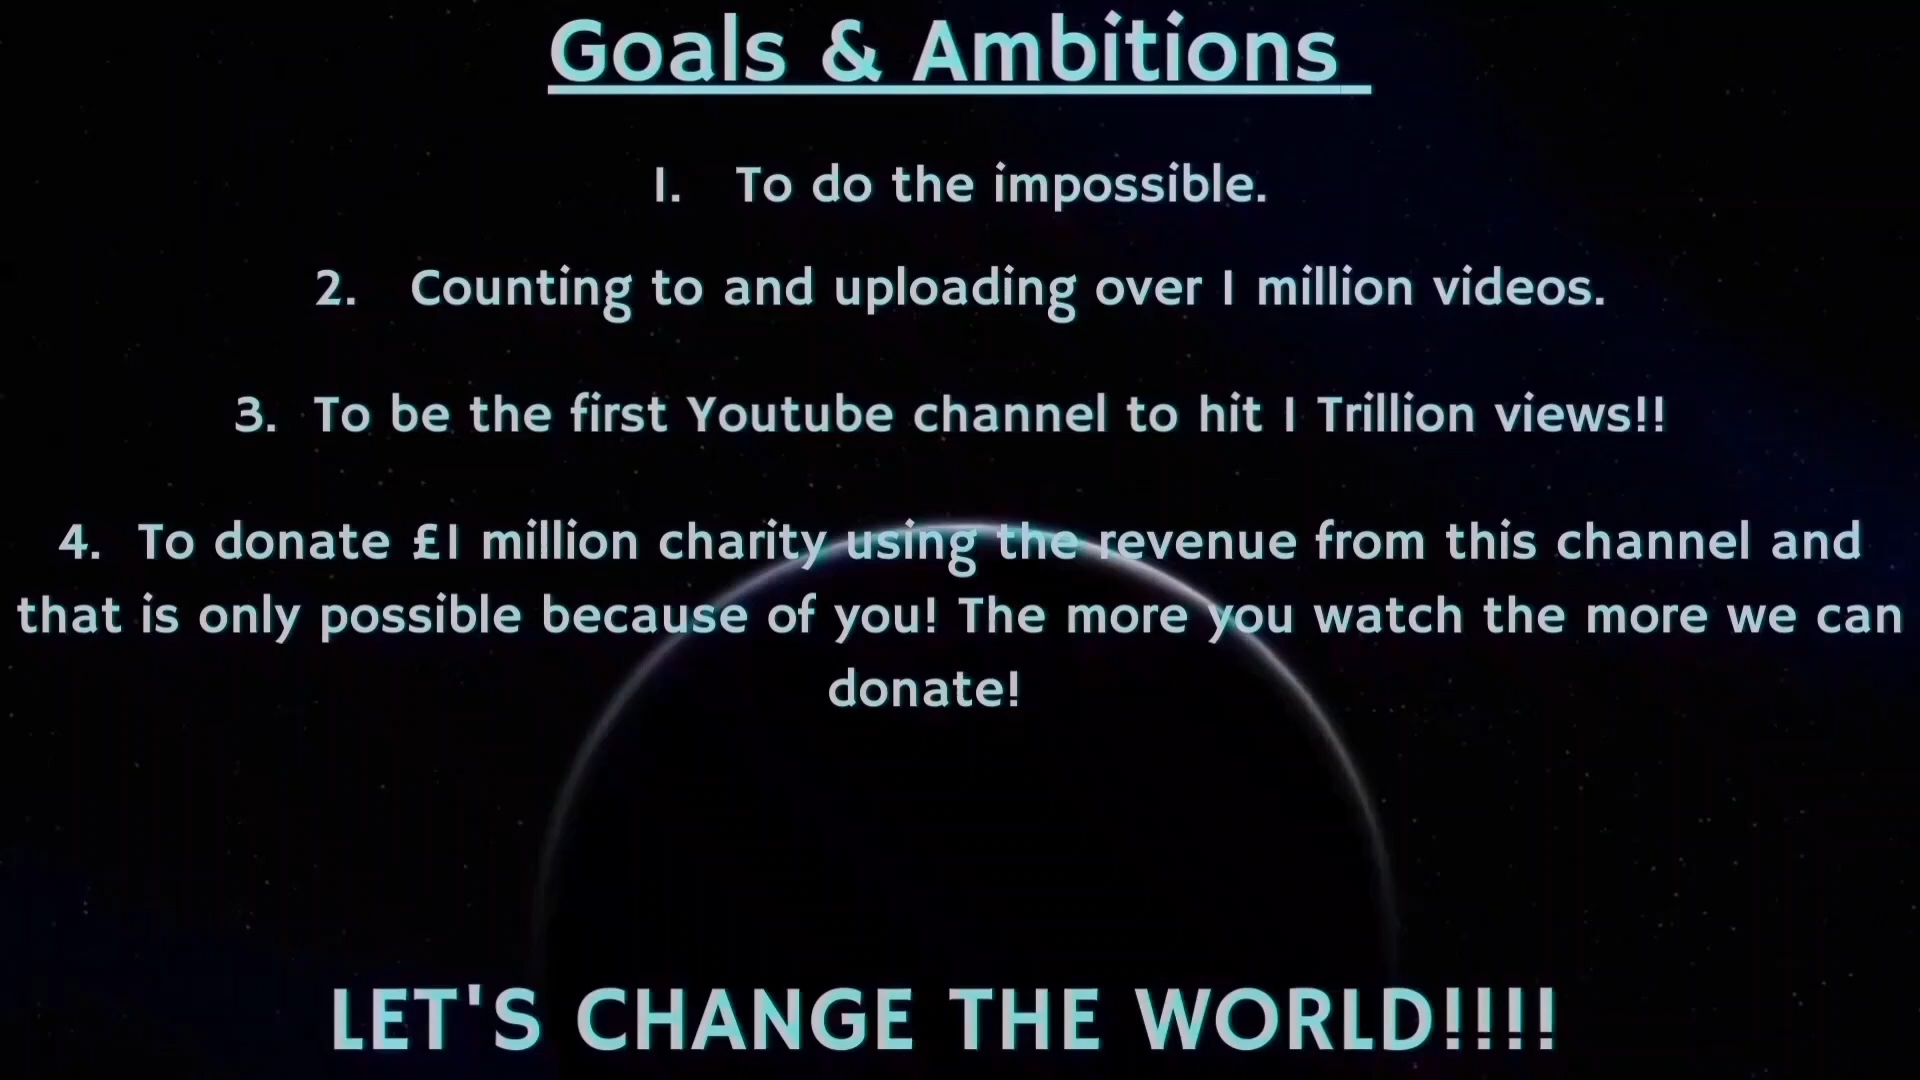 Goals & Ambitions
1. To do the impossible.
2. Counting to and uploading over 1 million videos.
3. To be the first Youtube channel to hit 1 Trillion views!!
4. To donate £1 million charity using the revenue from this channel and
that is only possible because of you! The more you watch the more we can
donate!
LET'S CHANGE THE WORLD!!!!